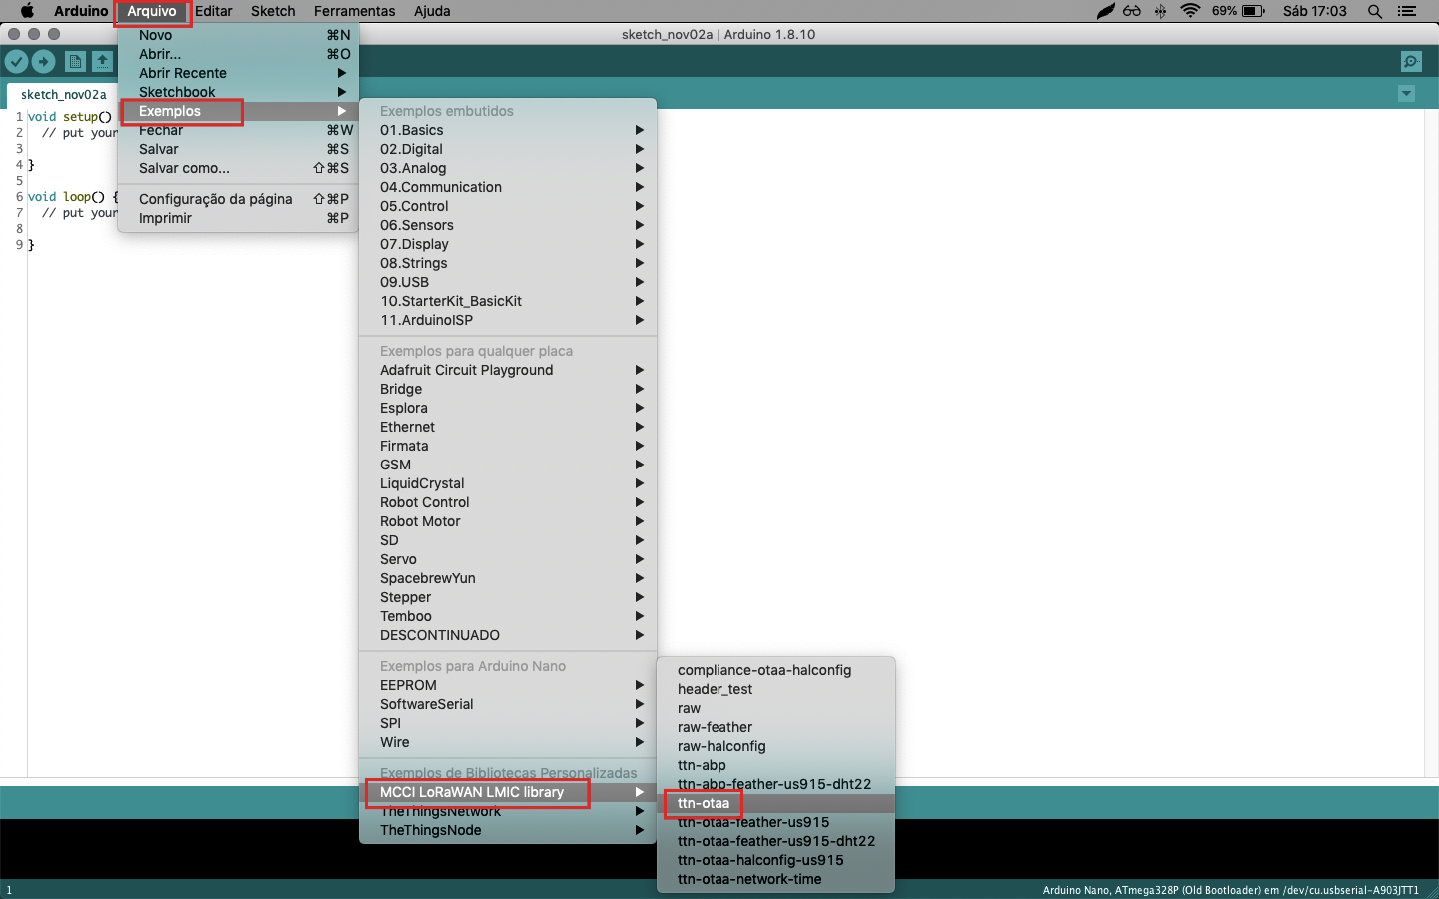 Arduino Arquivo Editar Sketch Ferramentas Ajuda 69% Sáb 17:03
sketch_nov02a | Arduino 1.8.10
sketch_nov02a
1 void setup()
2 // put your
3
4 }
5
6 void loop() {
7 // put your
8
9 }
Novo ⌘N
Abrir... ⌘O
Abrir Recente
Sketchbook
Exemplos
Fechar ⌘W
Salvar ⌘S
Salvar como... ⇧⌘S
Configuração da página ⇧⌘P
Imprimir ⌘P
Exemplos embutidos
01.Basics
02.Digital
03.Analog
04.Communication
05.Control
06.Sensors
07.Display
08.Strings
09.USB
10.StarterKit_BasicKit
11.ArduinoISP
Exemplos para qualquer placa
Adafruit Circuit Playground
Bridge
Esplora
Ethernet
Firmata
GSM
LiquidCrystal
Robot Control
Robot Motor
SD
Servo
SpacebrewYun
Stepper
Temboo
DESCONTINUADO
Exemplos para Arduino Nano
EEPROM
SoftwareSerial
SPI
Wire
Exemplos de Bibliotecas Personalizadas
MCCI LoRaWAN LMIC library
TheThingsNetwork
TheThingsNode
compliance-otaa-halconfig
header_test
raw
raw-feather
raw-halconfig
ttn-abp
ttn-abp-feather-us915-dht22
ttn-otaa
ttn-otaa-feather-us915
ttn-otaa-feather-us915-dht22
ttn-otaa-halconfig-us915
ttn-otaa-network-time
1 Arduino Nano, ATmega328P (Old Bootloader) em /dev/cu.usbserial-A903JTT1